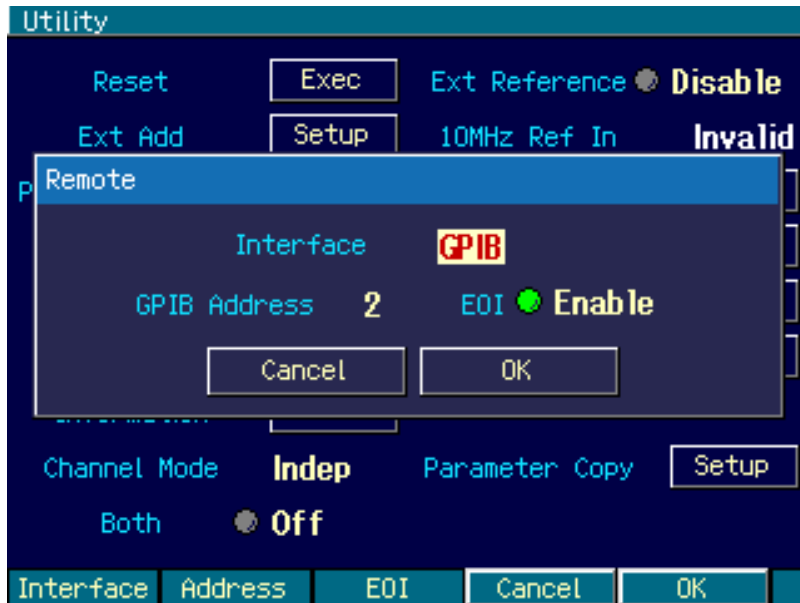 Utility
Reset Exec Ext Reference Disable
Ext Add Setup 10MHz Ref In Invalid
Remote
Interface GPIB
GPIB Address 2 EOI Enable
Cancel OK
Channel Mode Indep Parameter Copy Setup
Both Off
Interface Address EOI Cancel OK